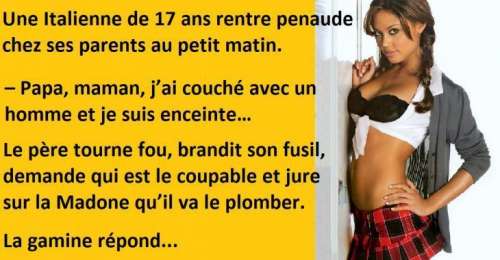 Une Italienne de 17 ans rentre penaude
chez ses parents au petit matin.
– Papa, maman, j’ai couché avec un
homme et je suis enceinte...
Le père tourne fou, brandit son fusil,
demande qui est le coupable et jure
sur la Madone qu’il va le plomber.
La gamine répond...